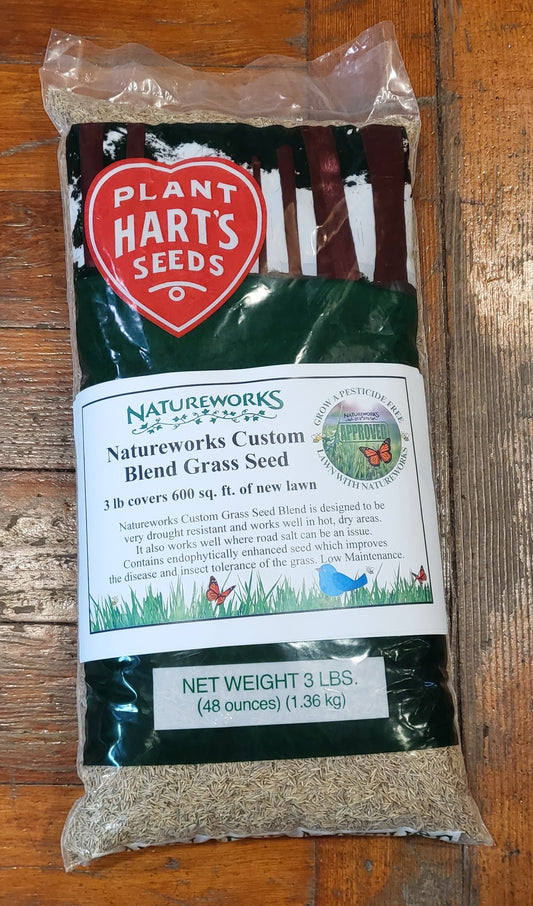 PLANT
HART'S
SEEDS
NATUREWORKS
Natureworks Custom
Blend Grass Seed
3 lb covers 600 sq. ft. of new lawn
GROW A PESTICIDE FREE
LAWN WITH NATUREWORKS
NATUREWORKS
APPROVED
Natureworks Custom Grass Seed Blend is designed to be
very drought resistant and works well in hot, dry areas.
It also works well where road salt can be an issue.
Contains endophytically enhanced seed which improves
the disease and insect tolerance of the grass. Low Maintenance.
NET WEIGHT 3 LBS.
(48 ounces) (1.36 kg)